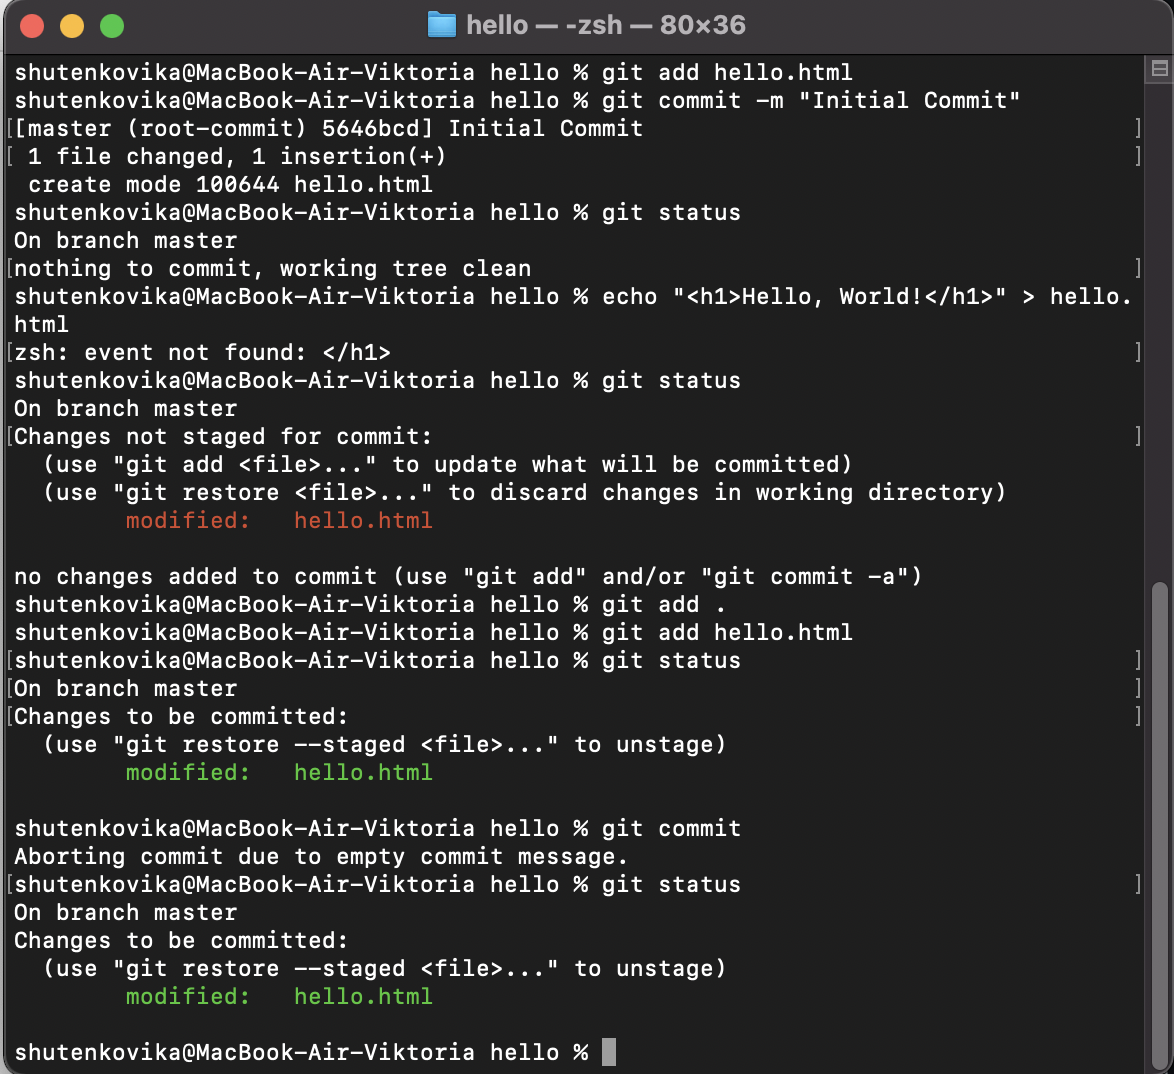 hello — -zsh — 80×36
shutenkovika@MacBook-Air-Viktoria hello % git add hello.html
shutenkovika@MacBook-Air-Viktoria hello % git commit -m "Initial Commit"
[[master (root-commit) 5646bcd] Initial Commit ]
[ 1 file changed, 1 insertion(+) ]
 create mode 100644 hello.html
shutenkovika@MacBook-Air-Viktoria hello % git status
On branch master
[nothing to commit, working tree clean ]
shutenkovika@MacBook-Air-Viktoria hello % echo "<h1>Hello, World!</h1>" > hello.
html
[zsh: event not found: </h1> ]
shutenkovika@MacBook-Air-Viktoria hello % git status
On branch master
[Changes not staged for commit: ]
  (use "git add <file>..." to update what will be committed)
  (use "git restore <file>..." to discard changes in working directory)
        modified:   hello.html

no changes added to commit (use "git add" and/or "git commit -a")
shutenkovika@MacBook-Air-Viktoria hello % git add .
shutenkovika@MacBook-Air-Viktoria hello % git add hello.html
[shutenkovika@MacBook-Air-Viktoria hello % git status ]
[On branch master ]
[Changes to be committed: ]
  (use "git restore --staged <file>..." to unstage)
        modified:   hello.html

shutenkovika@MacBook-Air-Viktoria hello % git commit
Aborting commit due to empty commit message.
[shutenkovika@MacBook-Air-Viktoria hello % git status ]
On branch master
Changes to be committed:
  (use "git restore --staged <file>..." to unstage)
        modified:   hello.html

shutenkovika@MacBook-Air-Viktoria hello %